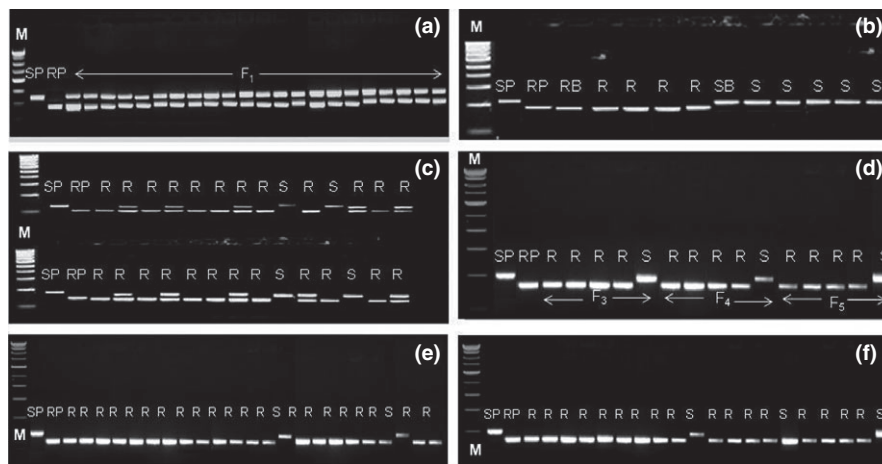 (a)
M
SP RP F₁
(b)
M
SP RP RB R R R R SB S S S S S
(c)
SP RP R R R R R R R R S R S R R R
M
SP RP R R R R R R R R S R S R R
(d)
M
SP RP R R R R S R R R R S R R R R S
F₃ F₄ F₅
(e)
SP RP R R R R R R R R R R R R S R R R R R R S R R
M
(f)
SP RP R R R R R R R R R S R R R R S R R R R S
M